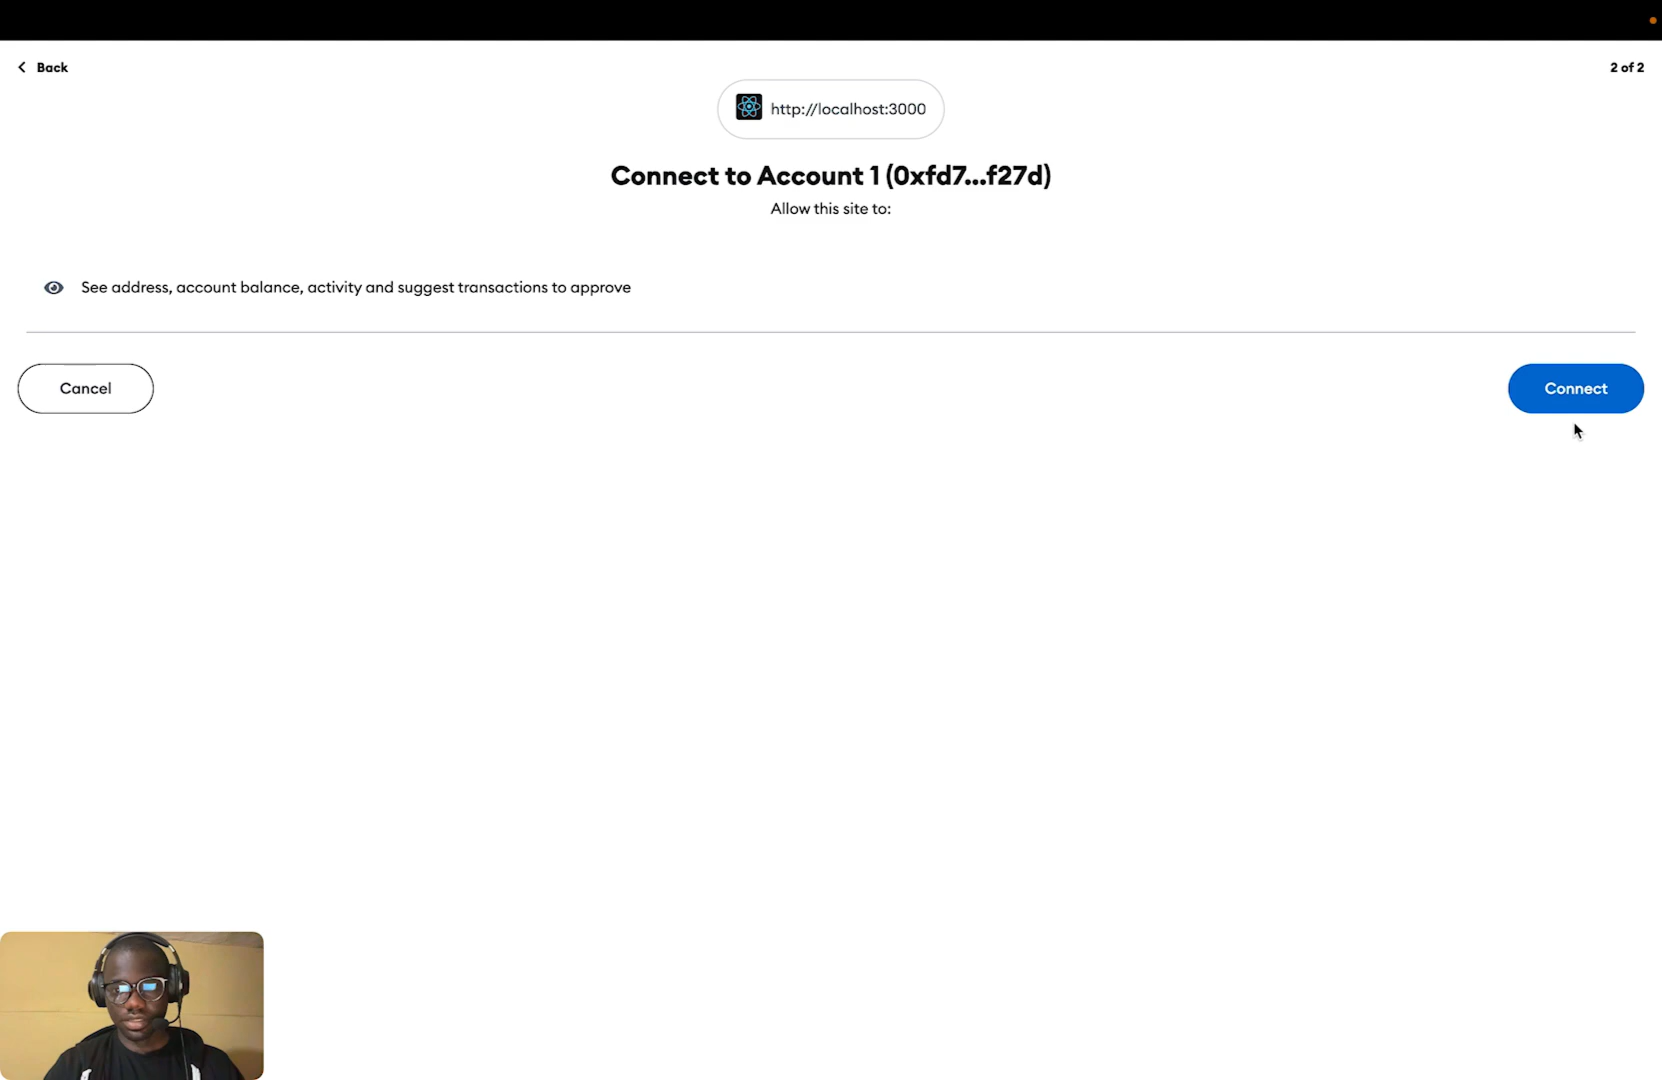 Back
2 of 2
http://localhost:3000
Connect to Account 1 (0xfd7...f27d)
Allow this site to:
See address, account balance, activity and suggest transactions to approve
Cancel
Connect